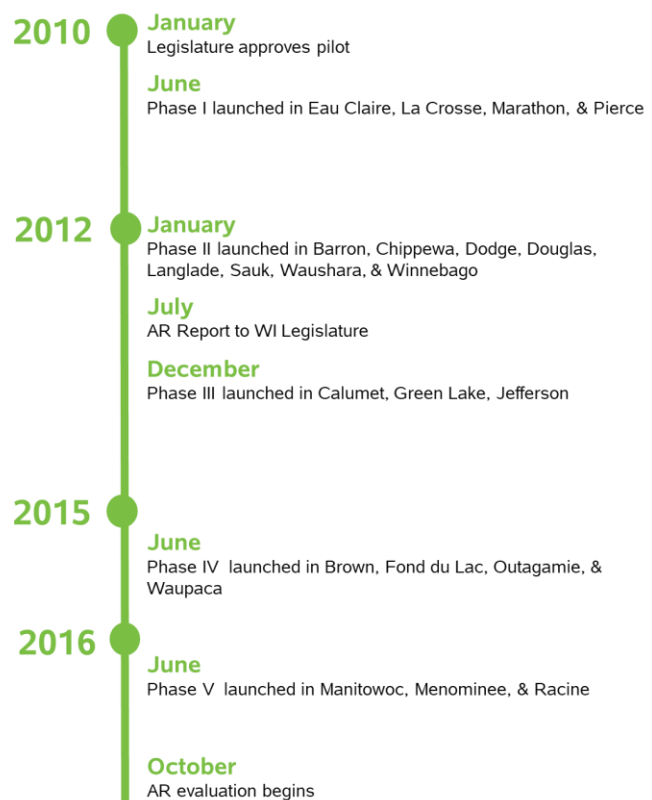 2010
January
Legislature approves pilot
June
Phase I launched in Eau Claire, La Crosse, Marathon, & Pierce
2012
January
Phase II launched in Barron, Chippewa, Dodge, Douglas,
Langlade, Sauk, Waushara, & Winnebago
July
AR Report to WI Legislature
December
Phase III launched in Calumet, Green Lake, Jefferson
2015
June
Phase IV launched in Brown, Fond du Lac, Outagamie, &
Waupaca
2016
June
Phase V launched in Manitowoc, Menominee, & Racine
October
AR evaluation begins